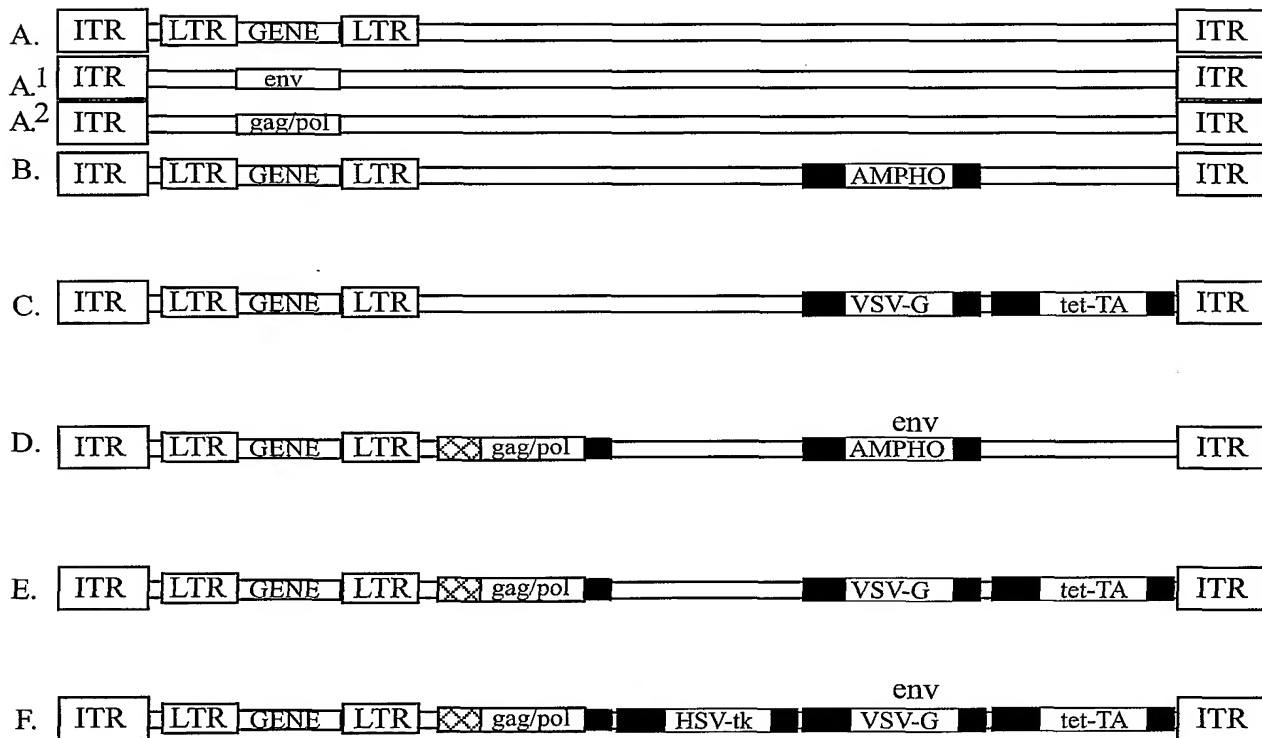 A. ITR LTR GENE LTR ITR
A.1 ITR env ITR
A.2 ITR gag/pol ITR
B. ITR LTR GENE LTR AMPHO ITR
C. ITR LTR GENE LTR VSV-G tet-TA ITR
env
D. ITR LTR GENE LTR gag/pol AMPHO ITR
E. ITR LTR GENE LTR gag/pol VSV-G tet-TA ITR
env
F. ITR LTR GENE LTR gag/pol HSV-tk VSV-G tet-TA ITR